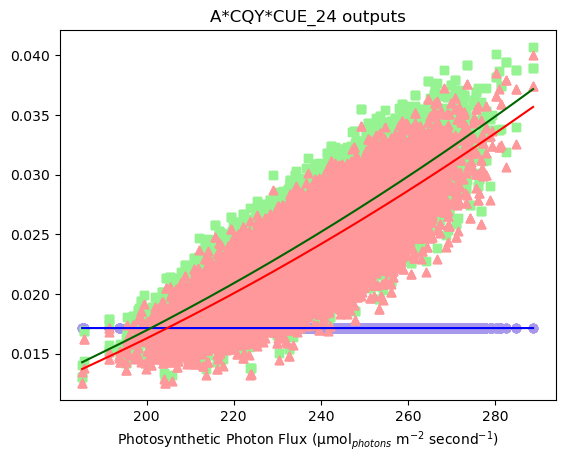 A*CQY*CUE_24 outputs
0.040
0.035
0.030
0.025
0.020
0.015
200 220 240 260 280
Photosynthetic Photon Flux (μmol$_{photons}$ m$^{-2}$ second$^{-1}$)